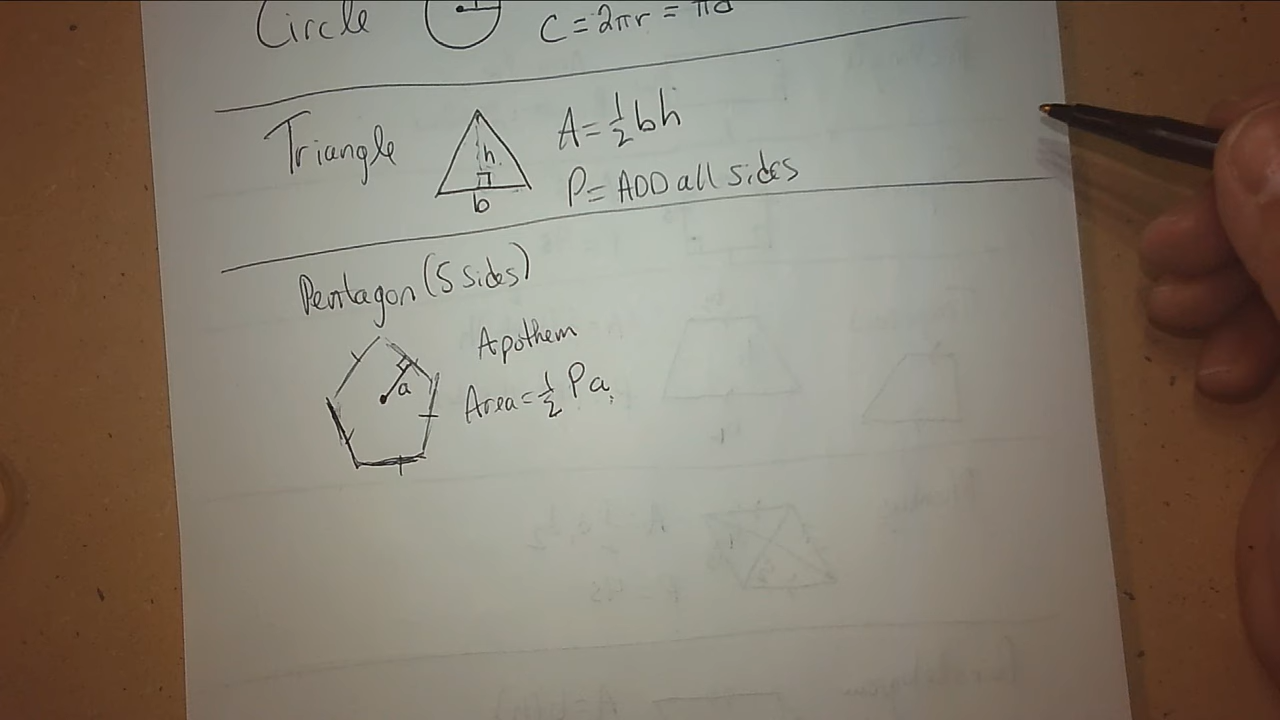 Circle
C = 2πr = πd
Triangle
h
b
A = 1/2 bh
P = ADD all sides
Pentagon (5 sides)
a
Apothem
Area = 1/2 Pa